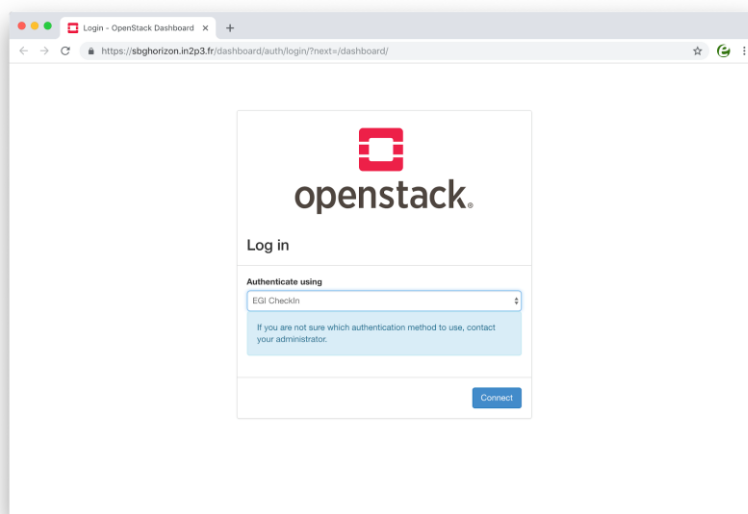 Login - OpenStack Dashboard
https://sbghorizon.in2p3.fr/dashboard/auth/login/?next=/dashboard/
openstack.
Log in
Authenticate using
EGI CheckIn
If you are not sure which authentication method to use, contact
your administrator.
Connect